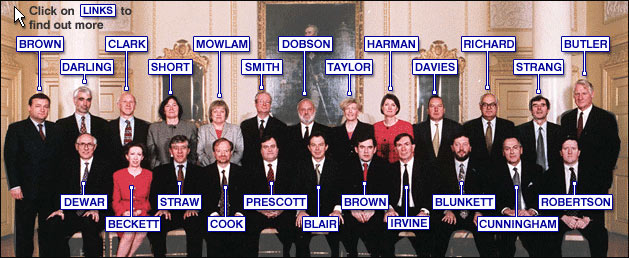 Click on LINKS to
find out more
BROWN CLARK MOWLAM DOBSON HARMAN RICHARD BUTLER
DARLING SHORT SMITH TAYLOR DAVIES STRANG
DEWAR STRAW PRESCOTT BROWN BLUNKETT ROBERTSON
BECKETT COOK BLAIR IRVINE CUNNINGHAM